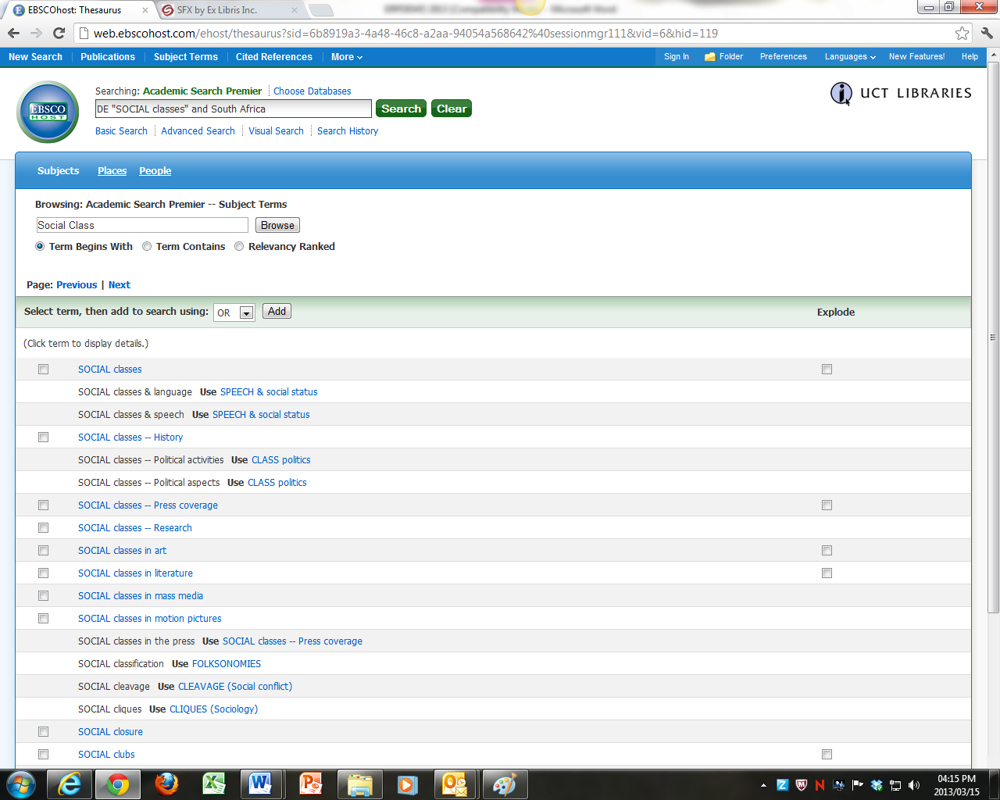 EBSCOhost: Thesaurus × SFX by Ex Libris Inc. ×
web.ebscohost.com/ehost/thesaurus?sid=6b8919a3-4a48-46c8-a2aa-94054a568642%40sessionmgr111&vid=6&hid=119
New Search Publications Subject Terms Cited References More Sign In Folder Preferences Languages New Features! Help
Searching: Academic Search Premier Choose Databases
EBSCO HOST
DE "SOCIAL classes" and South Africa Search Clear
i UCT LIBRARIES
Basic Search Advanced Search Visual Search Search History
Subjects Places People
Browsing: Academic Search Premier -- Subject Terms
Social Class Browse
Term Begins With Term Contains Relevancy Ranked
Page: Previous | Next
Select term, then add to search using: OR Add Explode
(Click term to display details.)
SOCIAL classes
SOCIAL classes & language Use SPEECH & social status
SOCIAL classes & speech Use SPEECH & social status
SOCIAL classes -- History
SOCIAL classes -- Political activities Use CLASS politics
SOCIAL classes -- Political aspects Use CLASS politics
SOCIAL classes -- Press coverage
SOCIAL classes -- Research
SOCIAL classes in art
SOCIAL classes in literature
SOCIAL classes in mass media
SOCIAL classes in motion pictures
SOCIAL classes in the press Use SOCIAL classes -- Press coverage
SOCIAL classification Use FOLKSONOMIES
SOCIAL cleavage Use CLEAVAGE (Social conflict)
SOCIAL cliques Use CLIQUES (Sociology)
SOCIAL closure
SOCIAL clubs
04:15 PM
2013/03/15